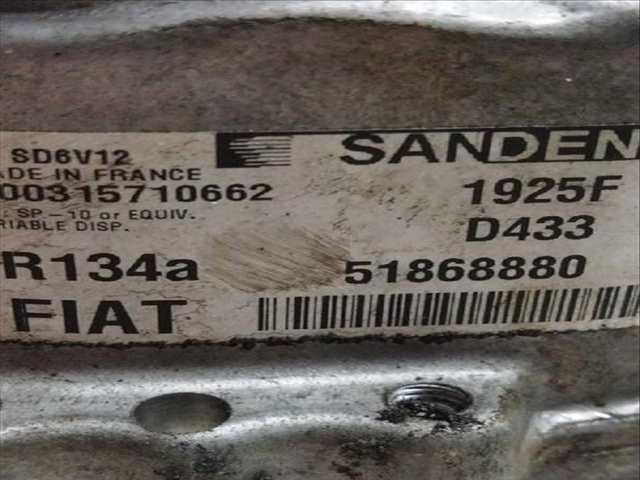 SD6V12 SANDEN
ADE IN FRANCE
00315710662 1925F
SP-10 or EQUIV. D433
RIABLE DISP.
R134a 51868880
FIAT